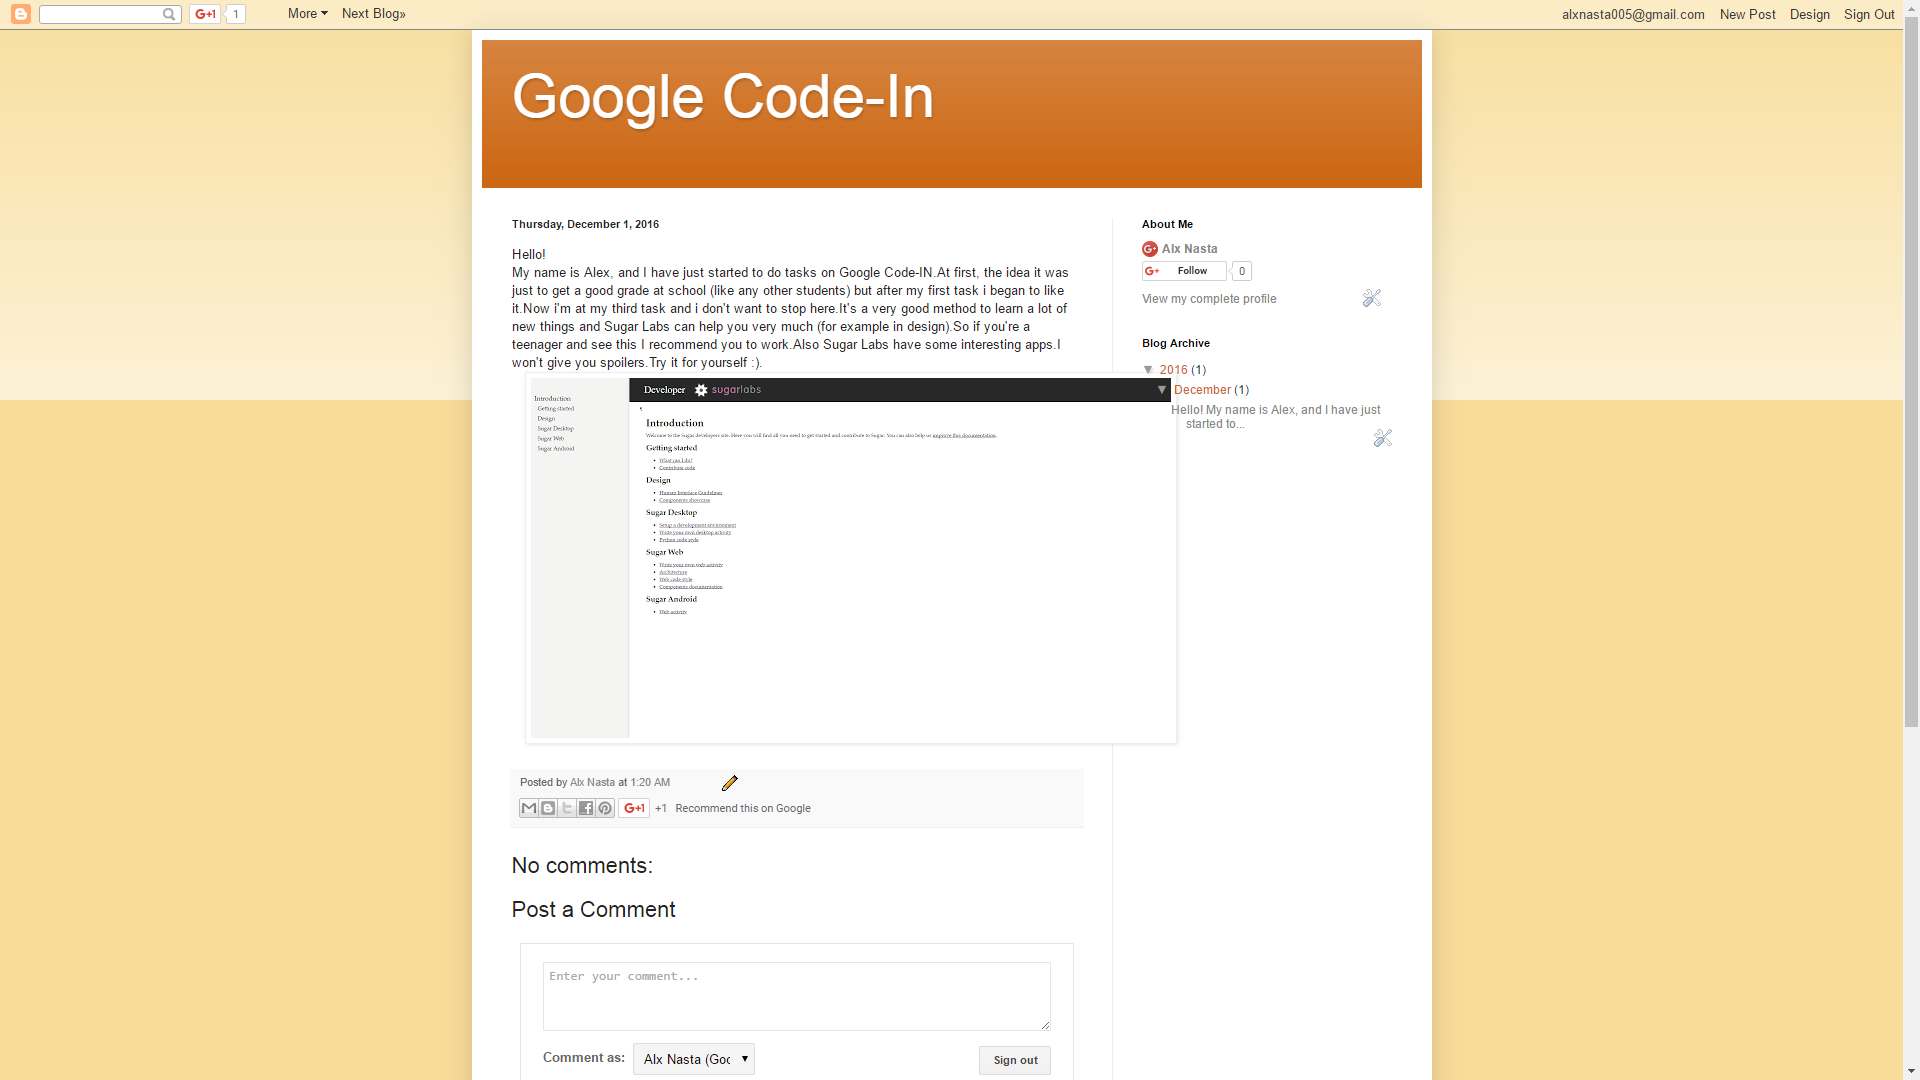 G+1 1 More Next Blog» alxnasta005@gmail.com New Post Design Sign Out
Google Code-In
Thursday, December 1, 2016
Hello!
My name is Alex, and I have just started to do tasks on Google Code-IN.At first, the idea it was
just to get a good grade at school (like any other students) but after my first task i began to like
it.Now i'm at my third task and i don't want to stop here.It's a very good method to learn a lot of
new things and Sugar Labs can help you very much (for example in design).So if you're a
teenager and see this I recommend you to work.Also Sugar Labs have some interesting apps.I
won't give you spoilers.Try it for yourself :).
Developer sugarlabs
Introduction
Getting started
Design
Sugar Desktop
Sugar Web
Sugar Android
Introduction
Welcome to the Sugar developers site. Here you will find all you need to get started and contribute to Sugar. You can also help us improve this documentation.
Getting started
What can I do?
Contribute code
Design
Human Interface Guidelines
Components showcase
Sugar Desktop
Setup a development environment
Write your own desktop activity
Python code style
Sugar Web
Write your own web activity
Architecture
Web code style
Components documentation
Sugar Android
Web activity
Posted by Alx Nasta at 1:20 AM
G+1 +1 Recommend this on Google
No comments:
Post a Comment
Enter your comment...
Comment as: Alx Nasta (Goo Sign out
About Me
G+ Alx Nasta
G+ Follow 0
View my complete profile
Blog Archive
▼ 2016 (1)
December (1)
Hello! My name is Alex, and I have just
started to...